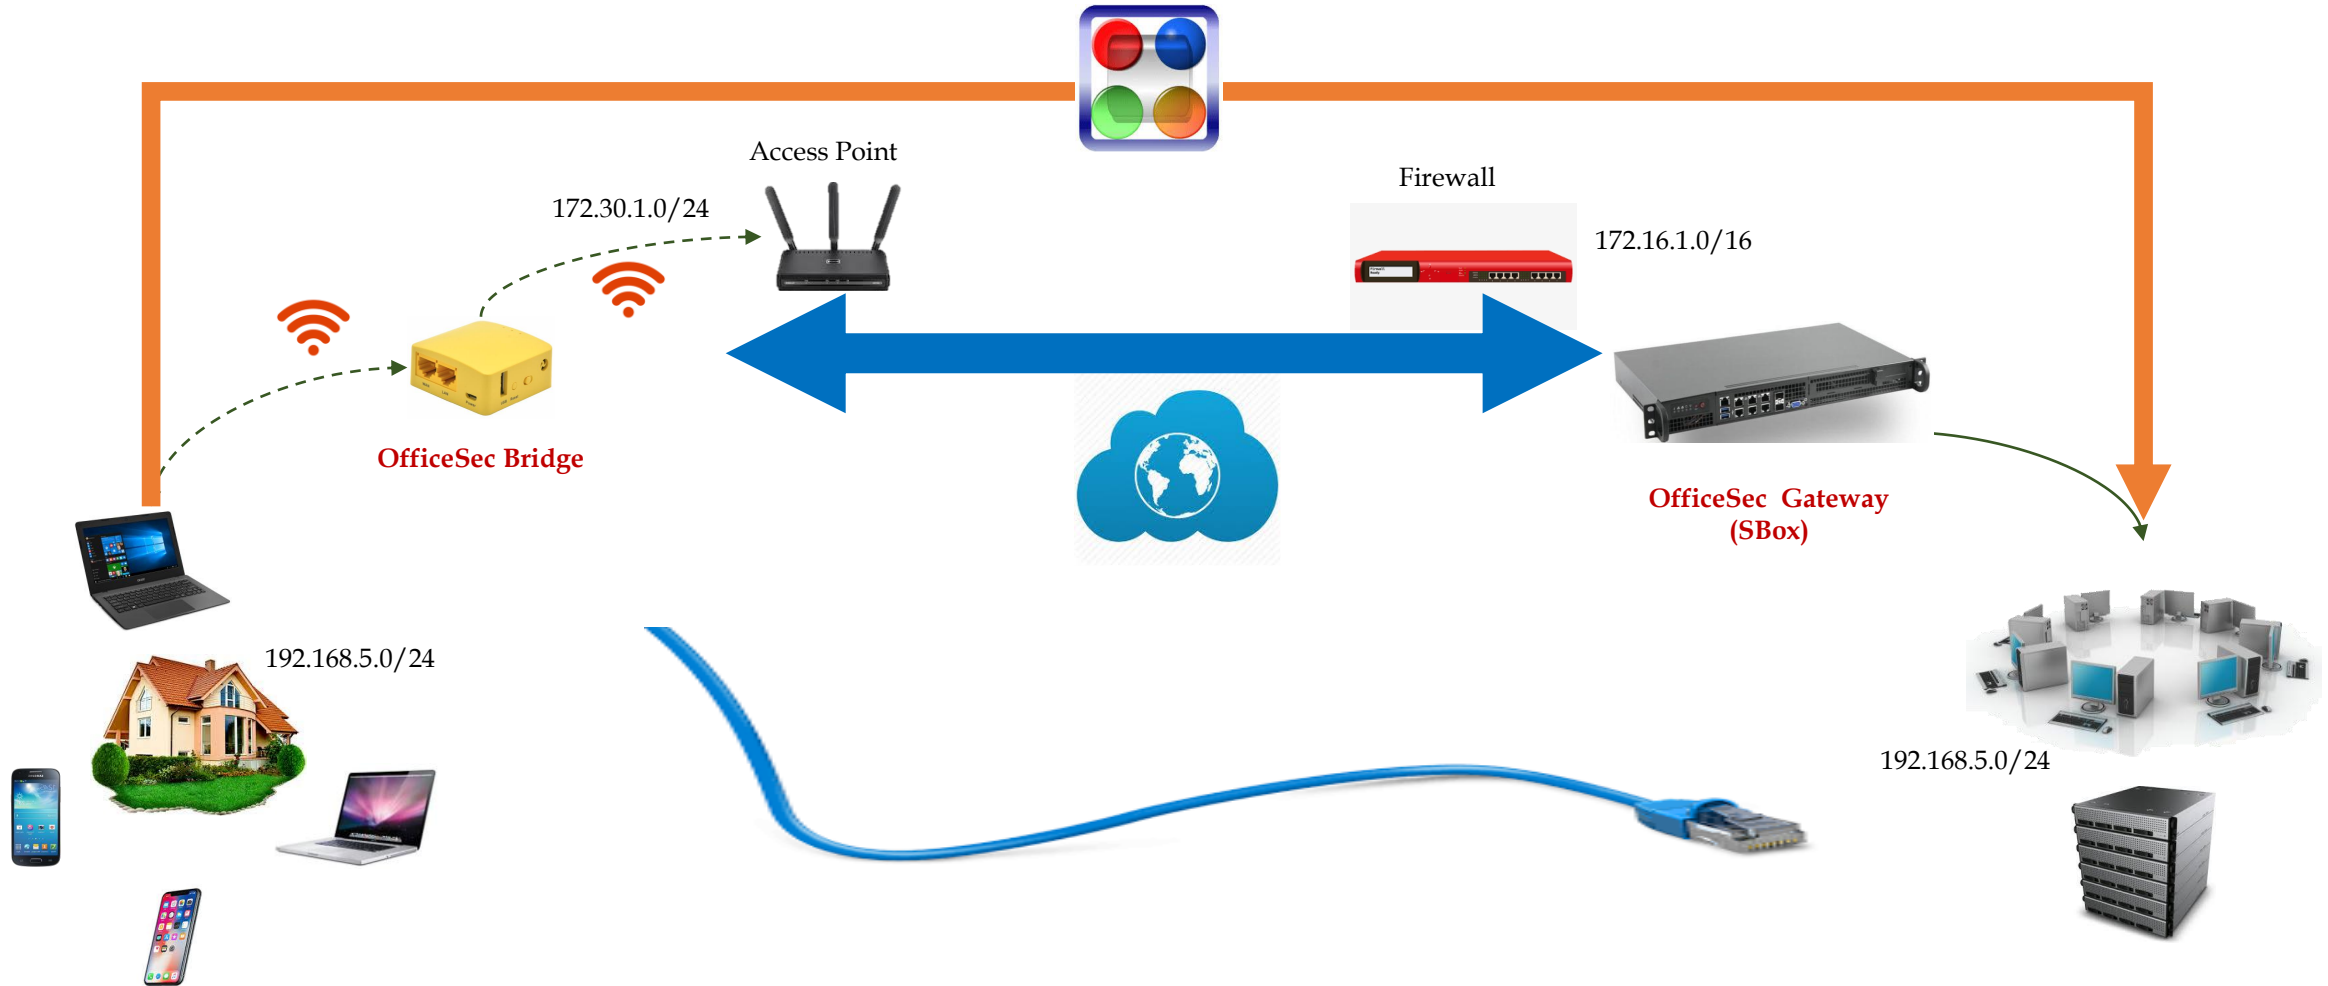 Access Point
Firewall
172.30.1.0/24
172.16.1.0/16
OfficeSec Bridge
OfficeSec Gateway
(SBox)
192.168.5.0/24
192.168.5.0/24